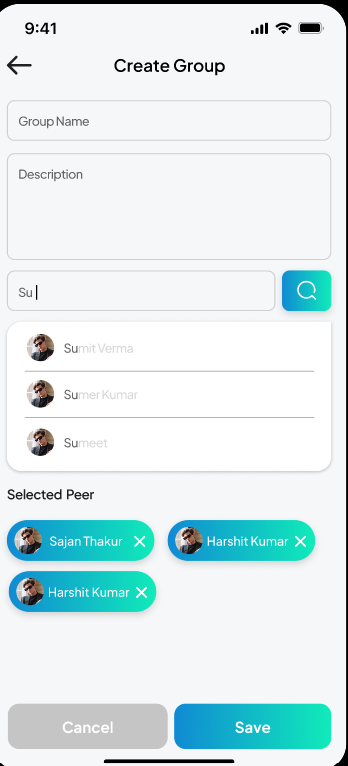 9:41
Create Group
Group Name
Description
Su
Sumit Verma
Sumer Kumar
Sumeet
Selected Peer
Sajan Thakur
Harshit Kumar
Harshit Kumar
Cancel
Save